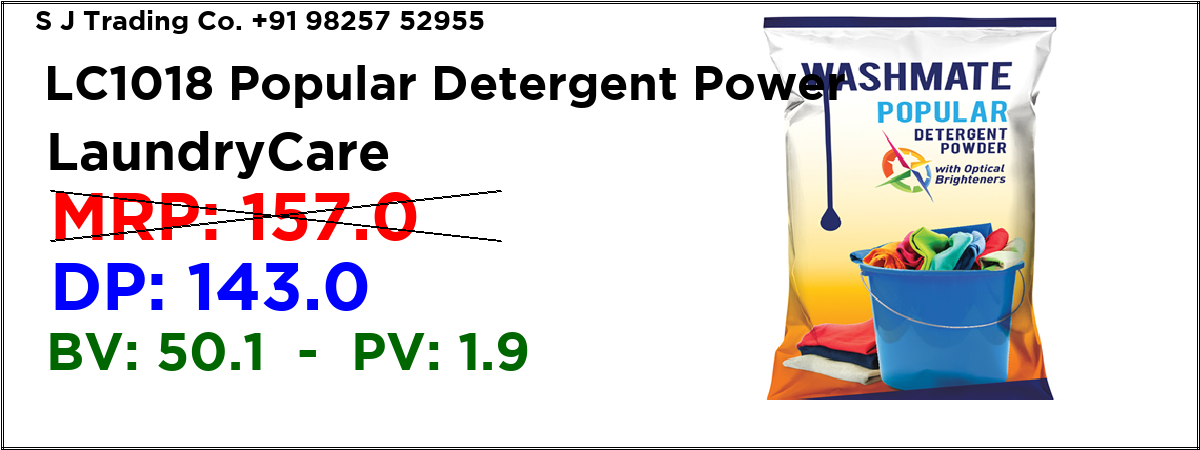 S J Trading Co. +91 98257 52955
LC1018 Popular Detergent Power
LaundryCare
MRP: 157.0
DP: 143.0
BV: 50.1 - PV: 1.9
WASHMATE
POPULAR
DETERGENT
POWDER
with Optical
Brighteners